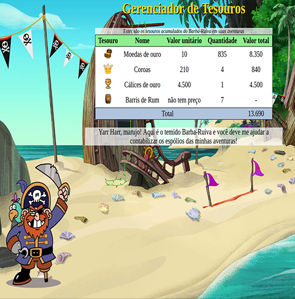 Gerenciador de Tesouros
Estes são os tesouros acumulados do Barba-Ruiva em suas aventuras
Tesouro Nome Valor unitário Quantidade Valor total
Moedas de ouro 10 835 8.350
Coroas 210 4 840
Cálices de ouro 4.500 1 4.500
Barris de Rum não tem preço 7 -
Total 13.690
Yarr Harr, marujo! Aqui é o temido Barba-Ruiva e você deve me ajudar a
contabilizar os espólios das minhas aventuras!